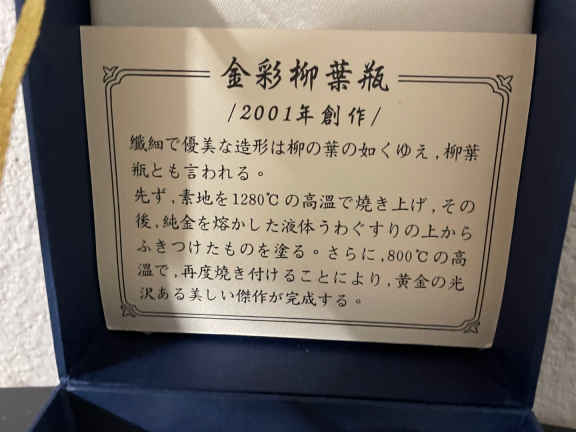 金彩柳葉瓶
/2001年創作/
纖細で優美な造形は柳の葉の如くゆえ,柳葉
瓶とも言われる。
先ず,素地を1280℃の高溫で燒き上げ,その
後,純金を熔かした液体うわぐすりの上から
ふきつけたものを塗る。さらに,800℃の高
溫で,再度燒き付けることにより,黄金の光
沢ある美しい傑作が完成する。